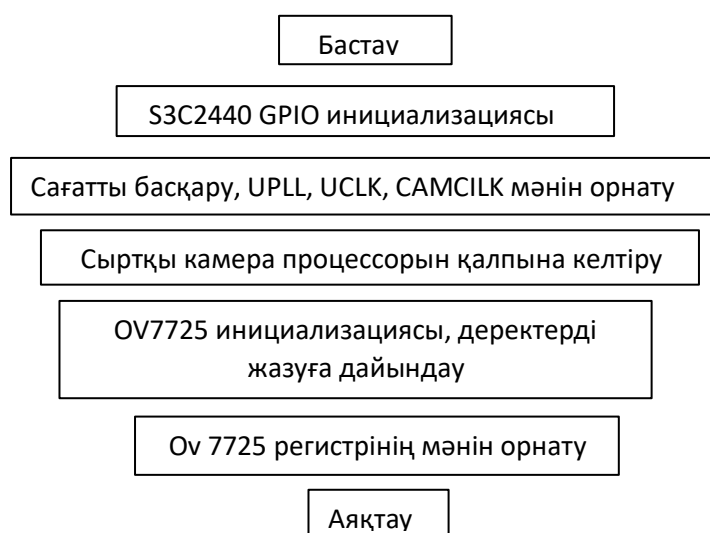 Бастау
S3C2440 GPIO инициализациясы
Сағатты басқару, UPLL, UCLK, CAMCILK мәнін орнату
Сыртқы камера процессорын қалпына келтіру
OV7725 инициализациясы, деректерді
жазуға дайындау
Ov 7725 регистрінің мәнін орнату
Аяқтау